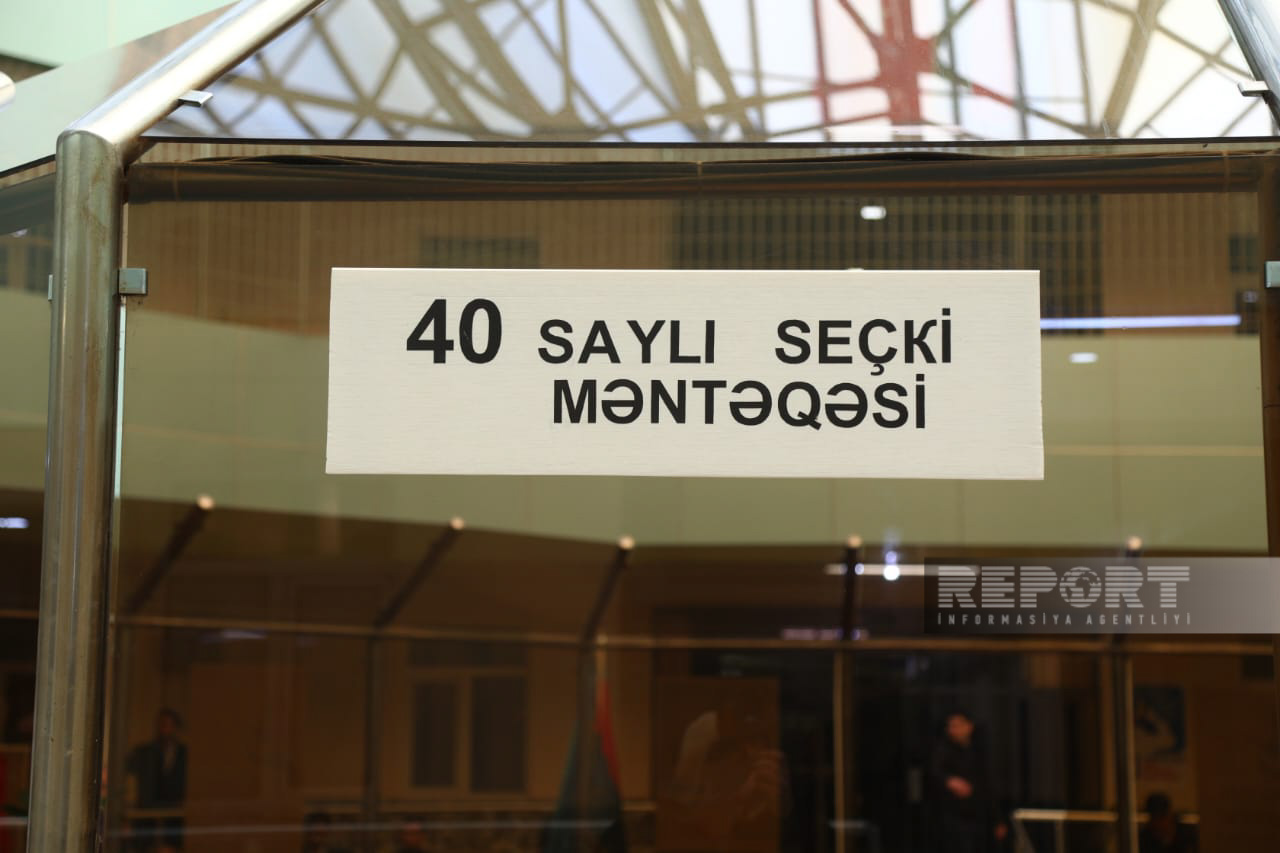 40 SAYLI SEÇKİ
MƏNTƏQƏSİ
REPORT
İNFORMASİYA AGENTLİYİ